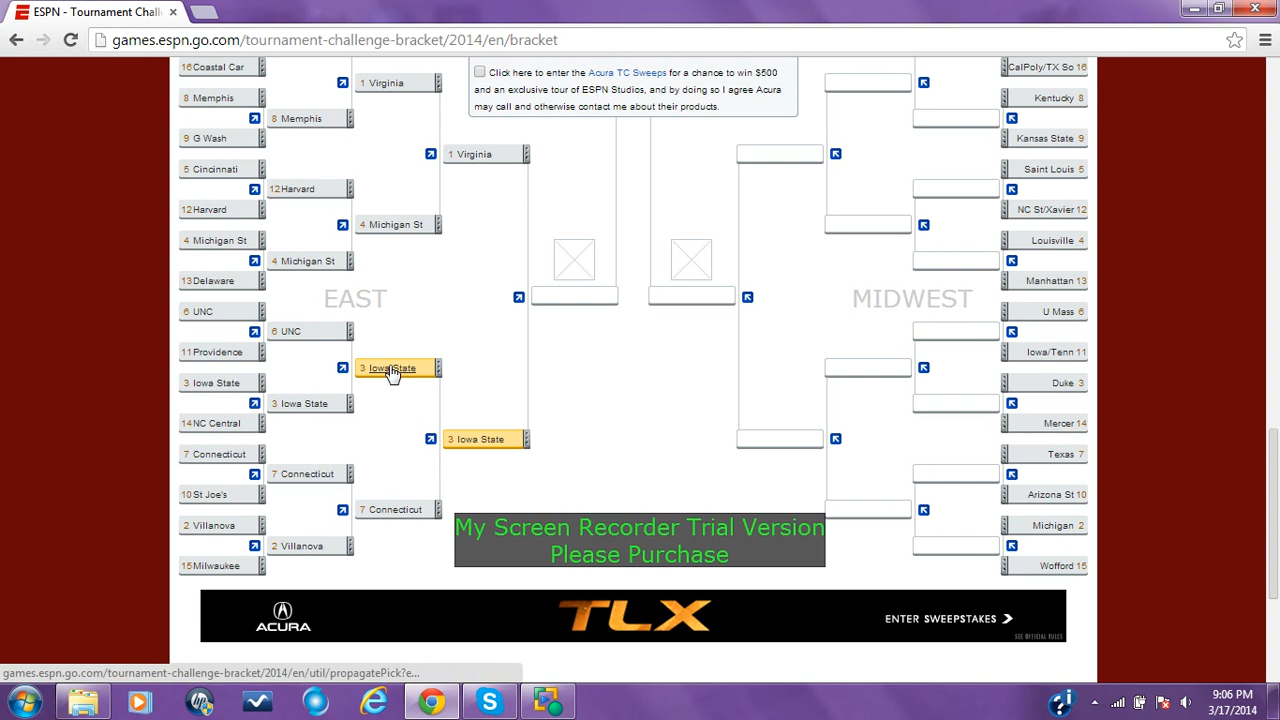 ESPN - Tournament Chall
games.espn.go.com/tournament-challenge-bracket/2014/en/bracket
Click here to enter the Acura TC Sweeps for a chance to win $500
and an exclusive tour of ESPN Studios, and by doing so I agree Acura
may call and otherwise contact me about their products.
16 Coastal Car
8 Memphis
9 G Wash
5 Cincinnati
12 Harvard
4 Michigan St
13 Delaware
6 UNC
11 Providence
3 Iowa State
14 NC Central
7 Connecticut
10 St Joe's
2 Villanova
15 Milwaukee
8 Memphis
12 Harvard
4 Michigan St
6 UNC
3 Iowa State
7 Connecticut
2 Villanova
1 Virginia
4 Michigan St
3 Iowa State
7 Connecticut
1 Virginia
3 Iowa State
EAST
MIDWEST
CalPoly/TX So 16
Kentucky 8
Kansas State 9
Saint Louis 5
NC St/Xavier 12
Louisville 4
Manhattan 13
U Mass 6
Iowa/Tenn 11
Duke 3
Mercer 14
Texas 7
Arizona St 10
Michigan 2
Wofford 15
My Screen Recorder Trial Version
Please Purchase
ACURA
TLX
ENTER SWEEPSTAKES
SEE OFFICIAL RULES
games.espn.go.com/tournament-challenge-bracket/2014/en/util/propagatePick?e...
9:06 PM
3/17/2014